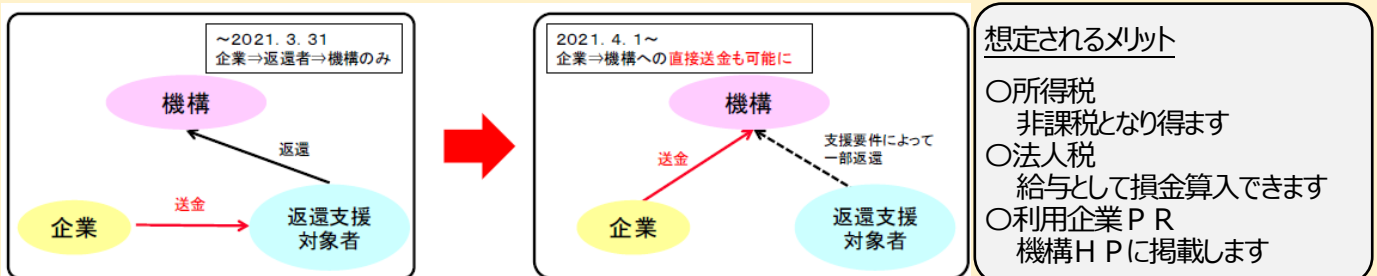 ～2021．3．31
企業⇒返還者⇒機構のみ
機構
返還
送金
企業
返還支援
対象者
2021．4．1～
企業⇒機構への直接送金も可能に
機構
送金
支援要件によって
一部返還
企業
返還支援
対象者
想定されるメリット
〇所得税
非課税となり得ます
〇法人税
給与として損金算入できます
〇利用企業ＰＲ
機構ＨＰに掲載します